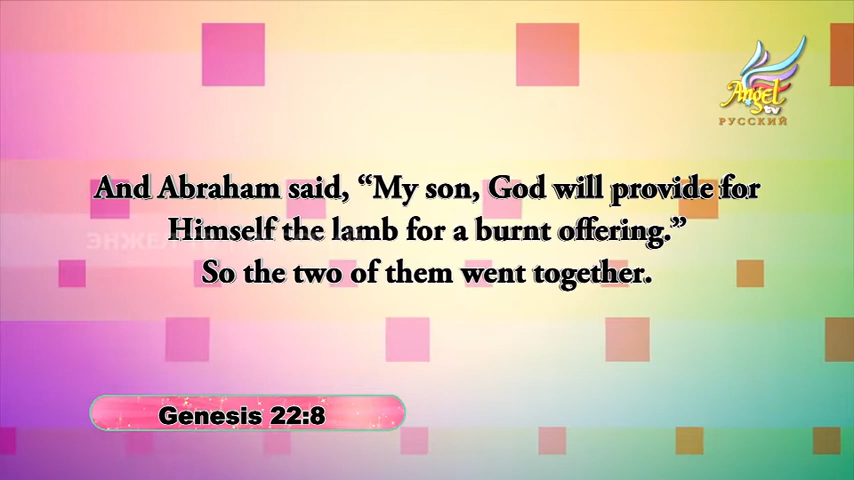 Angel
tv
РУССКИЙ
And Abraham said, “My son, God will provide for
Himself the lamb for a burnt offering.”
So the two of them went together.
Genesis 22:8